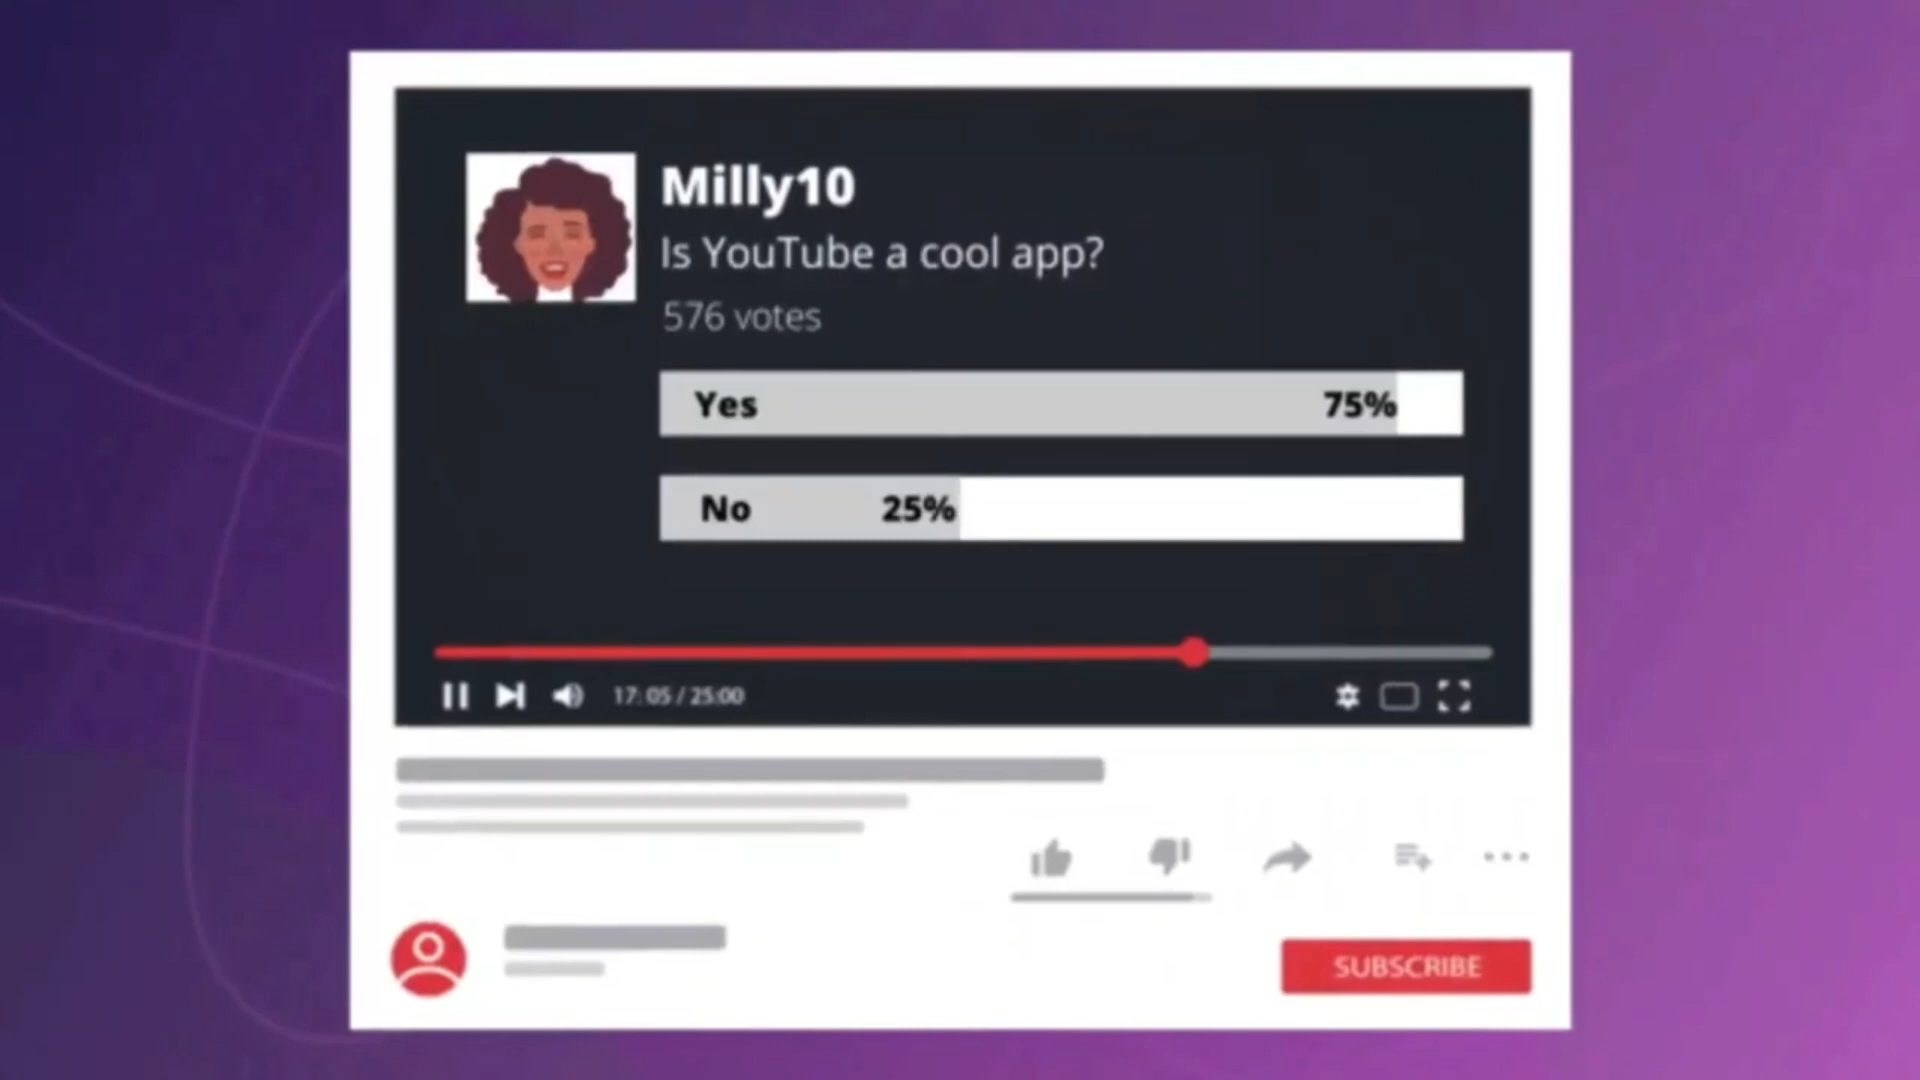 Milly10
Is YouTube a cool app?
576 votes
Yes 75%
No 25%
17:05 / 25:00
SUBSCRIBE